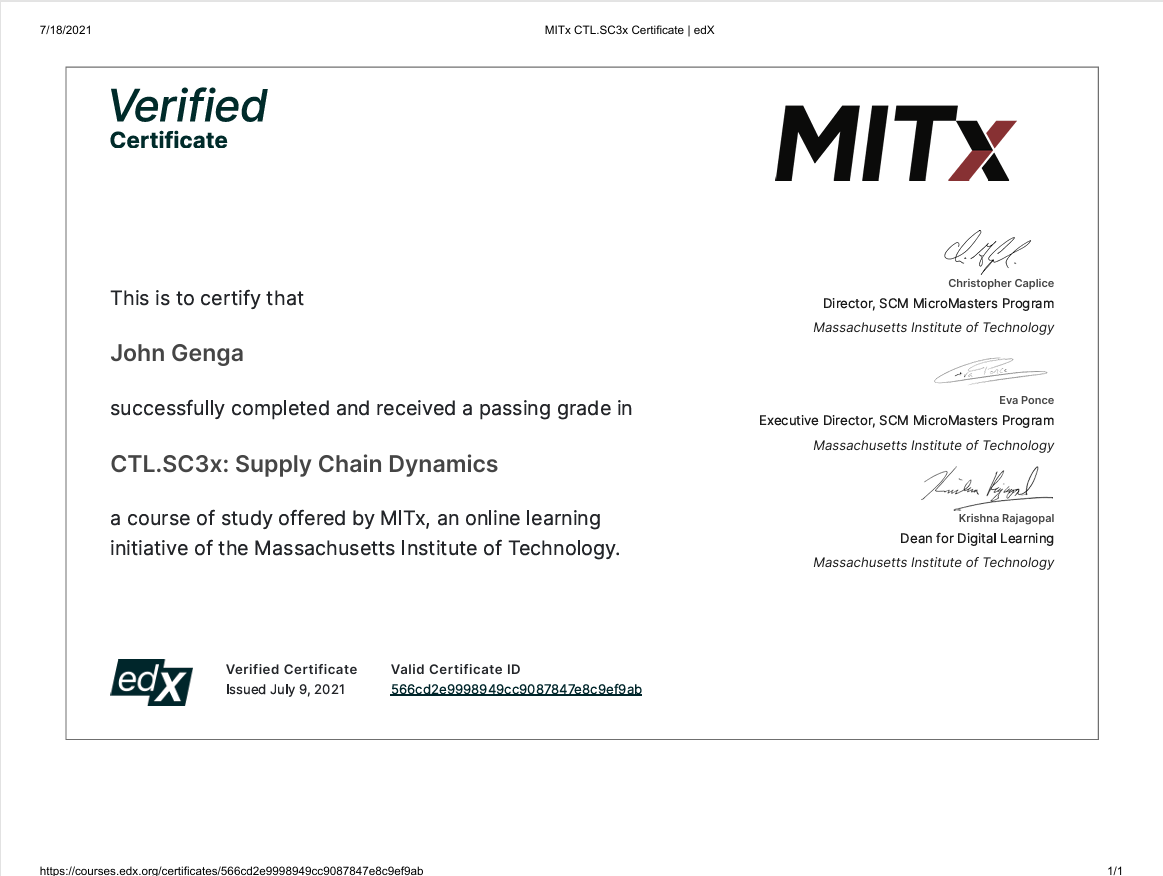 7/18/2021
MITx CTL.SC3x Certificate | edX
Verified
Certificate
MITx
This is to certify that
John Genga
successfully completed and received a passing grade in
CTL.SC3x: Supply Chain Dynamics
a course of study offered by MITx, an online learning
initiative of the Massachusetts Institute of Technology.
Christopher Caplice
Director, SCM MicroMasters Program
Massachusetts Institute of Technology
Eva Ponce
Eva Ponce
Executive Director, SCM MicroMasters Program
Massachusetts Institute of Technology
Krishna Rajagopal
Krishna Rajagopal
Dean for Digital Learning
Massachusetts Institute of Technology
edX
Verified Certificate
Issued July 9, 2021
Valid Certificate ID
566cd2e9998949cc9087847e8c9ef9ab
https://courses.edx.org/certificates/566cd2e9998949cc9087847e8c9ef9ab
1/1